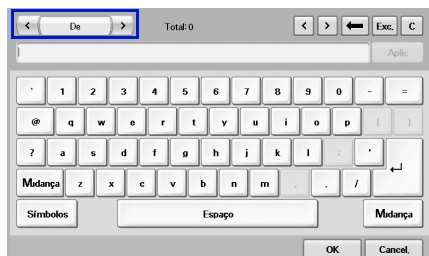 < De > Total: 0 < > ← Exc. C
Aplic
` 1 2 3 4 5 6 7 8 9 0 - =
@ q w e r t y u i o p [ ]
? a s d f g h j k l ; '
Mudança z x c v b n m , . /
Símbolos Espaço Mudança
OK Cancel.